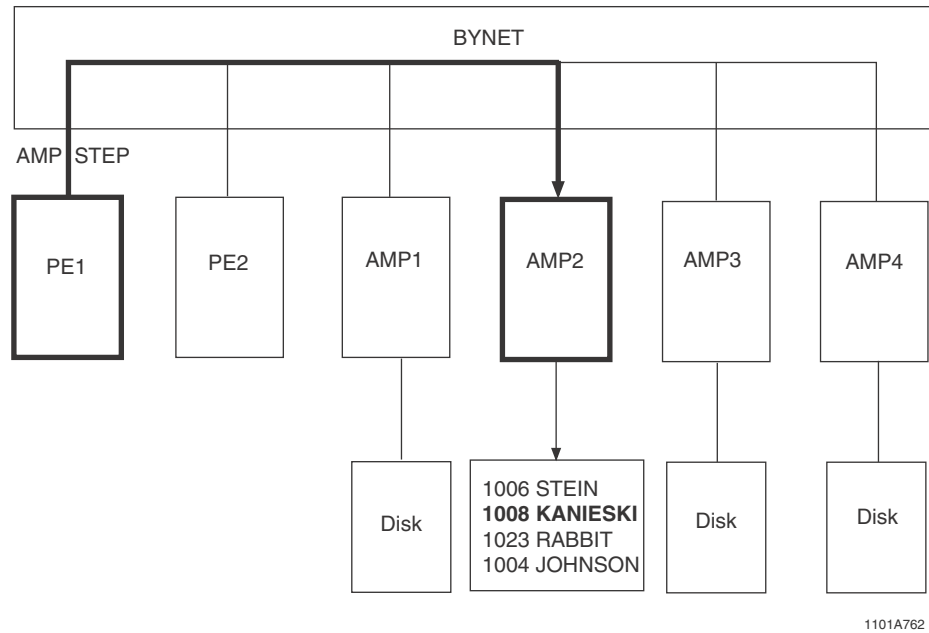 BYNET
AMP STEP
PE1
PE2
AMP1
AMP2
AMP3
AMP4
Disk
1006 STEIN
1008 KANIESKI
1023 RABBIT
1004 JOHNSON
Disk
Disk
1101A762